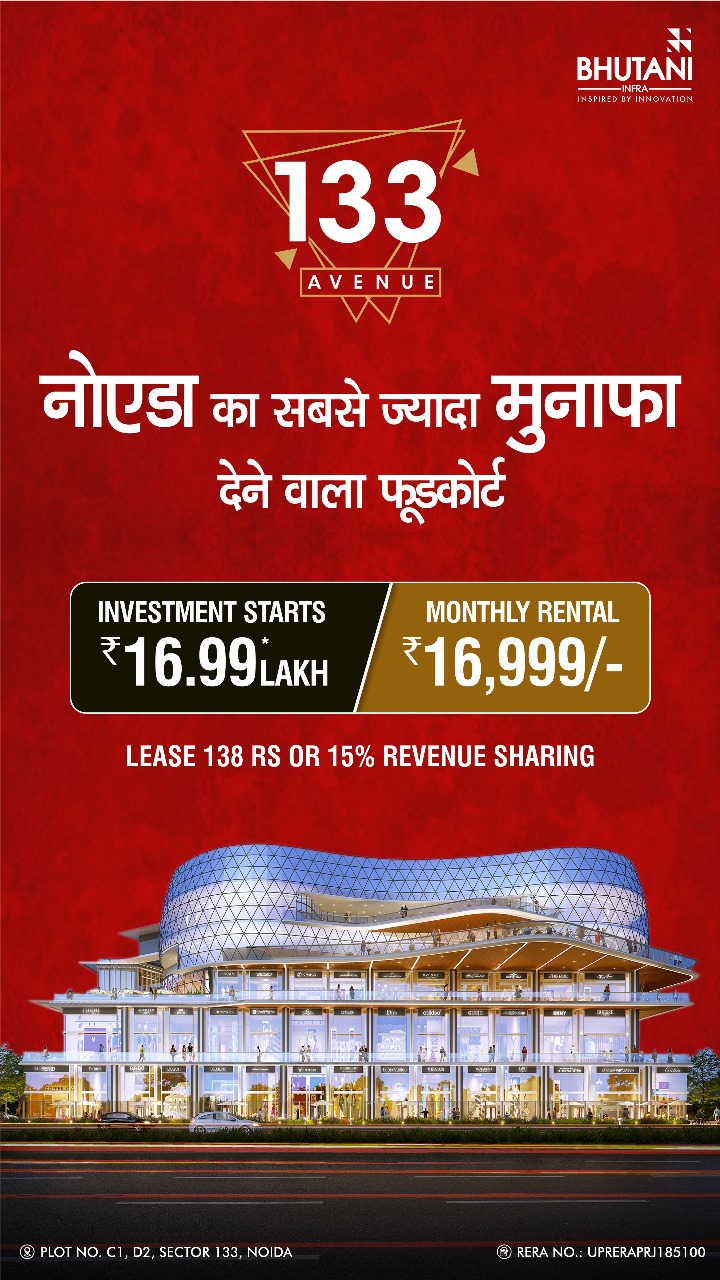 BHUTANI
INFRA
INSPIRED BY INNOVATION
133
AVENUE
नोएडा का सबसे ज्यादा मुनाफा
देने वाला फूडकोर्ट
INVESTMENT STARTS
₹16.99*LAKH
MONTHLY RENTAL
₹16,999/-
LEASE 138 RS OR 15% REVENUE SHARING
PLOT NO. C1, D2, SECTOR 133, NOIDA
RERA NO.: UPRERAPRJ185100